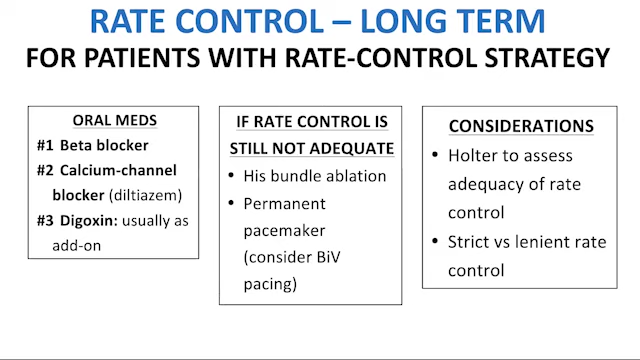 RATE CONTROL – LONG TERM
FOR PATIENTS WITH RATE-CONTROL STRATEGY
ORAL MEDS
#1 Beta blocker
#2 Calcium-channel
blocker (diltiazem)
#3 Digoxin: usually as
add-on
IF RATE CONTROL IS
STILL NOT ADEQUATE
• His bundle ablation
• Permanent
pacemaker
(consider BiV
pacing)
CONSIDERATIONS
• Holter to assess
adequacy of rate
control
• Strict vs lenient rate
control